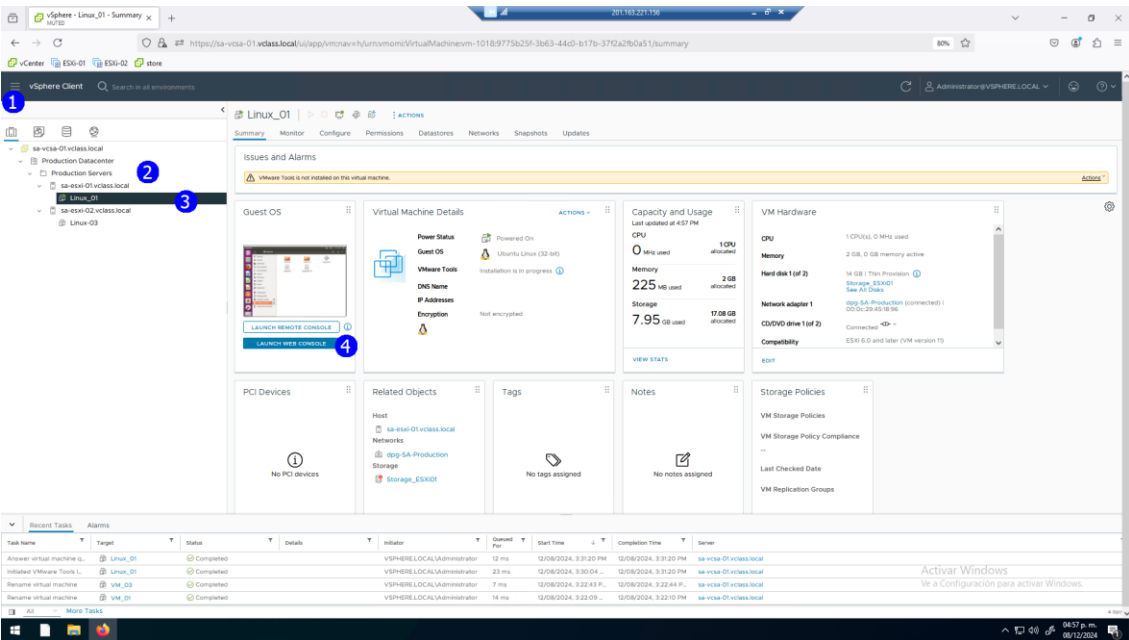 vSphere - Linux_01 - Summary
MUTED
201.163.221.136
https://sa-vcsa-01.vclass.local/ui/app/vm;nav=h/urn:vmomi:VirtualMachine:vm-1018:9775b25f-3b63-44c0-b17b-37f2a2fb0a51/summary
80%
vCenter ESXi-01 ESXi-02 store
vSphere Client Search in all environments Administrator@VSPHERE.LOCAL
1
Linux_01 ACTIONS
Summary Monitor Configure Permissions Datastores Networks Snapshots Updates
sa-vcsa-01.vclass.local
Production Datacenter
Production Servers
2
sa-esxi-01.vclass.local
Linux_01
3
sa-esxi-02.vclass.local
Linux-03
Issues and Alarms
VMware Tools is not installed on this virtual machine. Actions
Guest OS
LAUNCH REMOTE CONSOLE
LAUNCH WEB CONSOLE
4
Virtual Machine Details ACTIONS
Power Status Powered On
Guest OS Ubuntu Linux (32-bit)
VMware Tools Installation is in progress
DNS Name
IP Addresses
Encryption Not encrypted
Capacity and Usage
Last updated at 4:57 PM
CPU
0 MHz used 1 CPU allocated
Memory
225 MB used 2 GB allocated
Storage
7.95 GB used 17.08 GB allocated
VIEW STATS
VM Hardware
CPU 1 CPU(s), 0 MHz used
Memory 2 GB, 0 GB memory active
Hard disk 1 (of 2) 14 GB | Thin Provision
Storage_ESXi01
See All Disks
Network adapter 1 dpg-SA-Production (connected) |
00:0c:29:45:18:96
CD/DVD drive 1 (of 2) Connected
Compatibility ESXi 6.0 and later (VM version 11)
EDIT
PCI Devices
No PCI devices
Related Objects
Host
sa-esxi-01.vclass.local
Networks
dpg-SA-Production
Storage
Storage_ESXi01
Tags
No tags assigned
Notes
No notes assigned
Storage Policies
VM Storage Policies
VM Storage Policy Compliance
--
Last Checked Date
VM Replication Groups
Recent Tasks Alarms
Task Name Target Status Details Initiator Queued For Start Time Completion Time Server
Answer virtual machine q... Linux_01 Completed VSPHERE.LOCAL\Administrator 12 ms 12/08/2024, 3:31:20 PM 12/08/2024, 3:31:20 PM sa-vcsa-01.vclass.local
Initiated VMware Tools I... Linux_01 Completed VSPHERE.LOCAL\Administrator 23 ms 12/08/2024, 3:30:04 ... 12/08/2024, 3:31:20 PM sa-vcsa-01.vclass.local
Rename virtual machine VM_03 Completed VSPHERE.LOCAL\Administrator 7 ms 12/08/2024, 3:22:43 P... 12/08/2024, 3:22:44 P... sa-vcsa-01.vclass.local
Rename virtual machine VM_01 Completed VSPHERE.LOCAL\Administrator 14 ms 12/08/2024, 3:22:09 ... 12/08/2024, 3:22:10 PM sa-vcsa-01.vclass.local
Activar Windows
Ve a Configuración para activar Windows.
All More Tasks 4 item
04:57 p. m.
08/12/2024